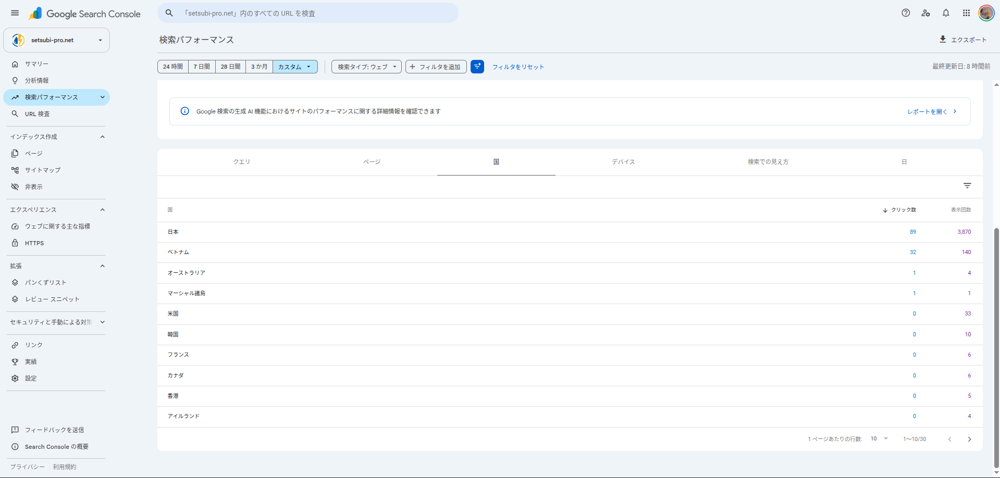 Google Search Console
「setsubi-pro.net」内のすべての URL を検査
setsubi-pro.net
検索パフォーマンス
エクスポート
24 時間
7 日間
28 日間
3 か月
カスタム
検索タイプ: ウェブ
フィルタを追加
フィルタをリセット
最終更新日: 8 時間前
サマリー
分析情報
検索パフォーマンス
URL 検査
インデックス作成
ページ
サイトマップ
非表示
エクスペリエンス
ウェブに関する主な指標
HTTPS
拡張
パンくずリスト
レビュー スニペット
セキュリティと手動による対策
リンク
実績
設定
フィードバックを送信
Search Console の概要
プライバシー 利用規約
Google 検索の生成 AI 機能におけるサイトのパフォーマンスに関する詳細情報を確認できます
レポートを開く
クエリ ページ 国 デバイス 検索での見え方 日
国 クリック数 表示回数
日本 89 3,870
ベトナム 32 140
オーストラリア 1 4
マーシャル諸島 1 1
米国 0 33
韓国 0 10
フランス 0 6
カナダ 0 6
香港 0 5
アイルランド 0 4
1 ページあたりの行数: 10 1～10/30